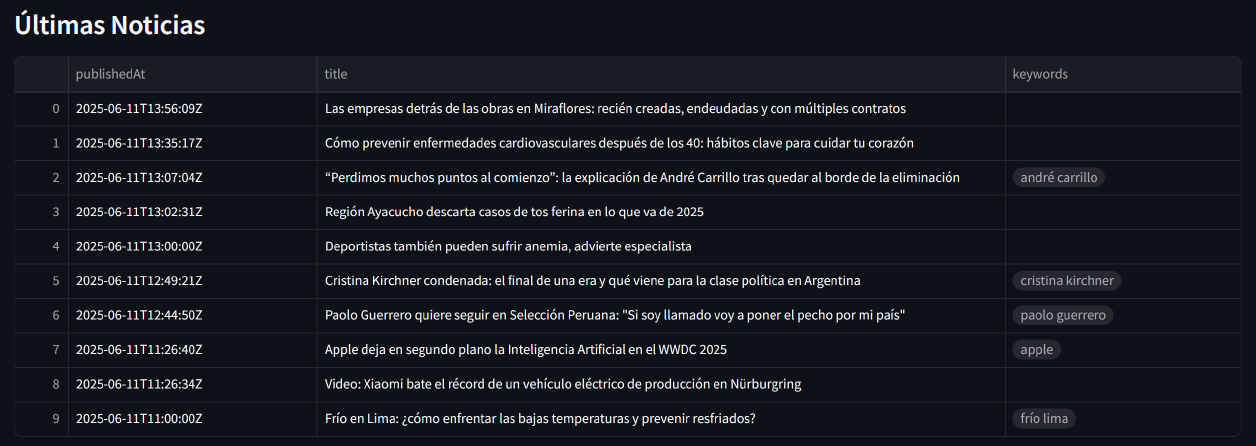 Últimas Noticias
publishedAt title keywords
0 2025-06-11T13:56:09Z Las empresas detrás de las obras en Miraflores: recién creadas, endeudadas y con múltiples contratos
1 2025-06-11T13:35:17Z Cómo prevenir enfermedades cardiovasculares después de los 40: hábitos clave para cuidar tu corazón
2 2025-06-11T13:07:04Z “Perdimos muchos puntos al comienzo”: la explicación de André Carrillo tras quedar al borde de la eliminación andré carrillo
3 2025-06-11T13:02:31Z Región Ayacucho descarta casos de tos ferina en lo que va de 2025
4 2025-06-11T13:00:00Z Deportistas también pueden sufrir anemia, advierte especialista
5 2025-06-11T12:49:21Z Cristina Kirchner condenada: el final de una era y qué viene para la clase política en Argentina cristina kirchner
6 2025-06-11T12:44:50Z Paolo Guerrero quiere seguir en Selección Peruana: "Si soy llamado voy a poner el pecho por mi país" paolo guerrero
7 2025-06-11T11:26:40Z Apple deja en segundo plano la Inteligencia Artificial en el WWDC 2025 apple
8 2025-06-11T11:26:34Z Video: Xiaomi bate el récord de un vehículo eléctrico de producción en Nürburgring
9 2025-06-11T11:00:00Z Frío en Lima: ¿cómo enfrentar las bajas temperaturas y prevenir resfriados? frío lima